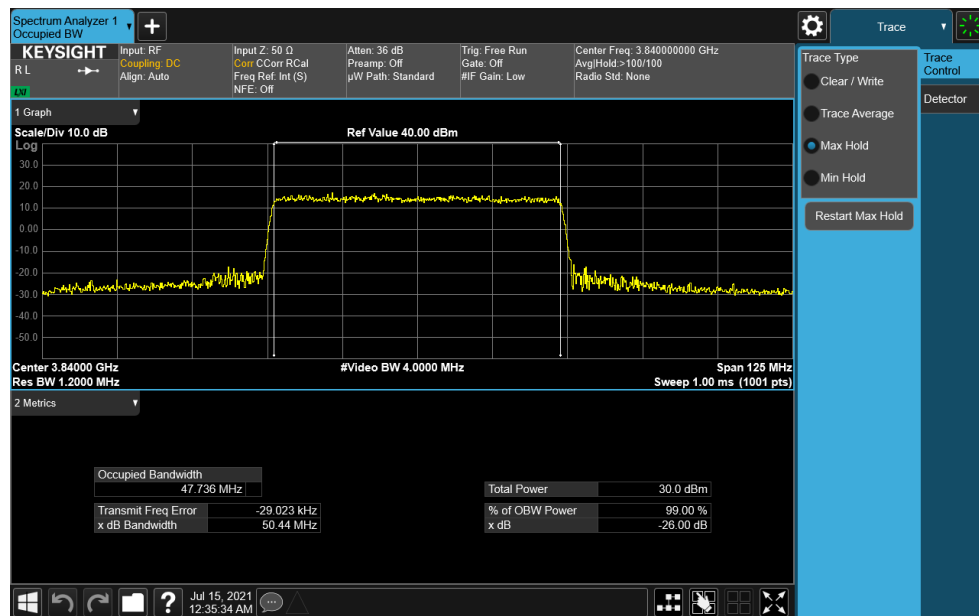 Spectrum Analyzer 1
Occupied BW
Trace
KEYSIGHT
R L
LXI
Input: RF
Coupling: DC
Align: Auto
Input Z: 50 Ω
Corr CCorr RCal
Freq Ref: Int (S)
NFE: Off
Atten: 36 dB
Preamp: Off
µW Path: Standard
Trig: Free Run
Gate: Off
#IF Gain: Low
Center Freq: 3.840000000 GHz
Avg|Hold:>100/100
Radio Std: None
Trace Type
Clear / Write
Trace Average
Max Hold
Min Hold
Restart Max Hold
Trace
Control
Detector
1 Graph
Scale/Div 10.0 dB
Ref Value 40.00 dBm
Log
30.0
20.0
10.0
0.00
-10.0
-20.0
-30.0
-40.0
-50.0
Center 3.84000 GHz
#Video BW 4.0000 MHz
Span 125 MHz
Res BW 1.2000 MHz
Sweep 1.00 ms (1001 pts)
2 Metrics
Occupied Bandwidth
47.736 MHz
Total Power 30.0 dBm
Transmit Freq Error -29.023 kHz
% of OBW Power 99.00 %
x dB Bandwidth 50.44 MHz
x dB -26.00 dB
?
Jul 15, 2021
12:35:34 AM